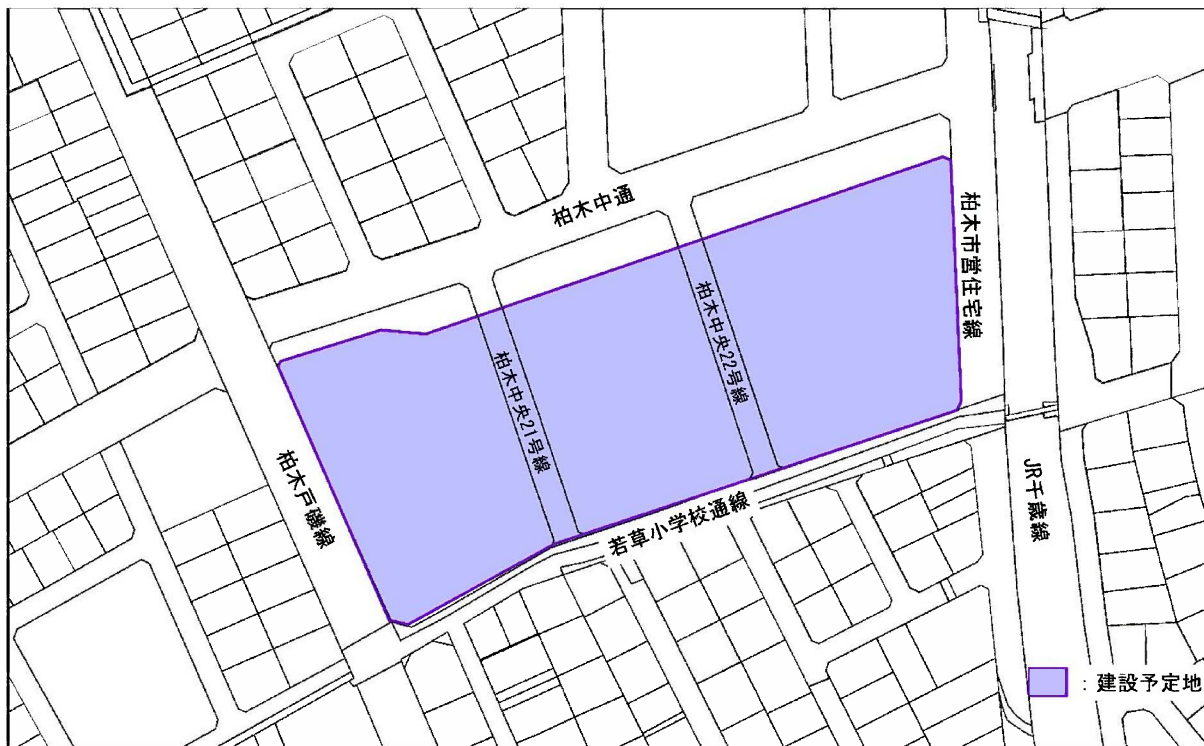 柏木中通
柏木市営住宅線
柏木中央22号線
柏木中央21号線
柏木戸磯線
若草小学校通線
JR千歳線
：建設予定地